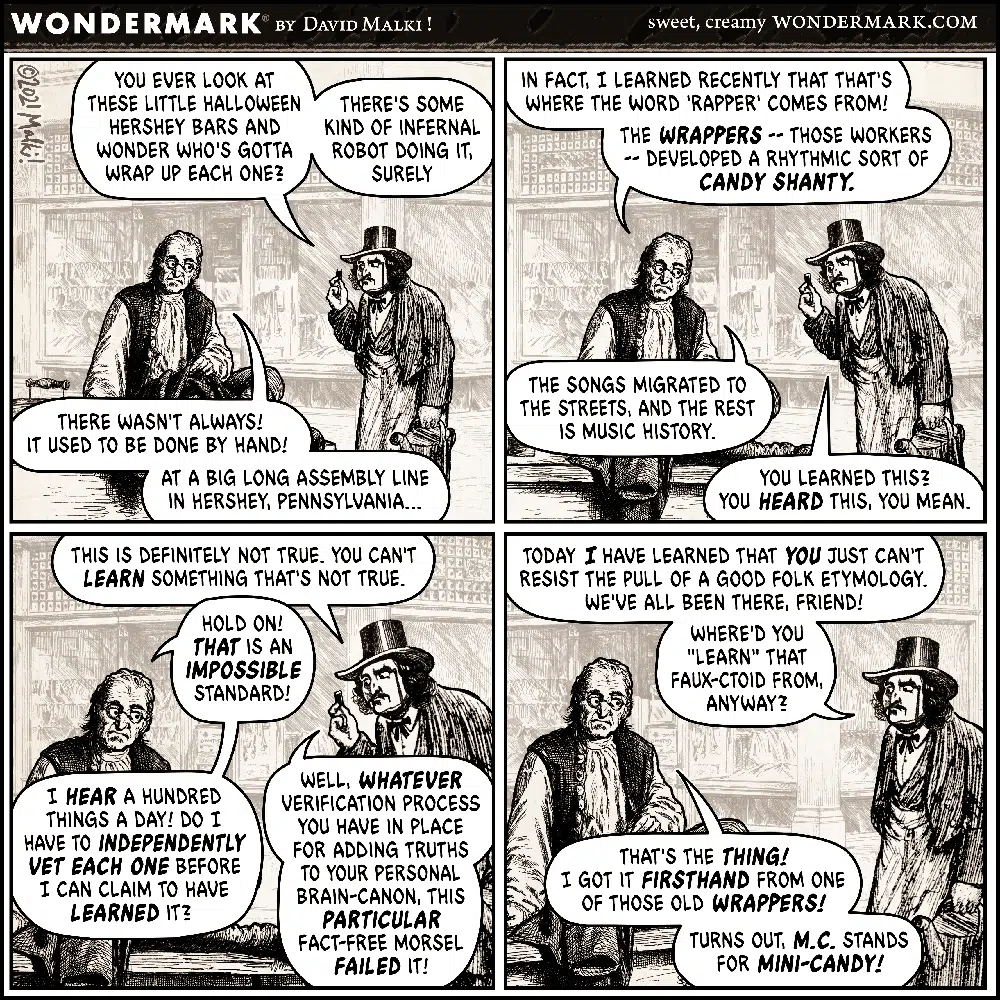 WONDERMARK® BY DAVID MALKI !
sweet, creamy WONDERMARK.COM
©2021 Malki!
YOU EVER LOOK AT
THESE LITTLE HALLOWEEN
HERSHEY BARS AND
WONDER WHO'S GOTTA
WRAP UP EACH ONE?
THERE'S SOME
KIND OF INFERNAL
ROBOT DOING IT,
SURELY
THERE WASN'T ALWAYS!
IT USED TO BE DONE BY HAND!
AT A BIG LONG ASSEMBLY LINE
IN HERSHEY, PENNSYLVANIA...
IN FACT, I LEARNED RECENTLY THAT THAT'S
WHERE THE WORD 'RAPPER' COMES FROM!
THE WRAPPERS -- THOSE WORKERS
-- DEVELOPED A RHYTHMIC SORT OF
CANDY SHANTY.
THE SONGS MIGRATED TO
THE STREETS, AND THE REST
IS MUSIC HISTORY.
YOU LEARNED THIS?
YOU HEARD THIS, YOU MEAN.
THIS IS DEFINITELY NOT TRUE. YOU CAN'T
LEARN SOMETHING THAT'S NOT TRUE.
HOLD ON!
THAT IS AN
IMPOSSIBLE
STANDARD!
I HEAR A HUNDRED
THINGS A DAY! DO I
HAVE TO INDEPENDENTLY
VET EACH ONE BEFORE
I CAN CLAIM TO HAVE
LEARNED IT?
WELL, WHATEVER
VERIFICATION PROCESS
YOU HAVE IN PLACE
FOR ADDING TRUTHS
TO YOUR PERSONAL
BRAIN-CANON, THIS
PARTICULAR
FACT-FREE MORSEL
FAILED IT!
TODAY I HAVE LEARNED THAT YOU JUST CAN'T
RESIST THE PULL OF A GOOD FOLK ETYMOLOGY.
WE'VE ALL BEEN THERE, FRIEND!
WHERE'D YOU
"LEARN" THAT
FAUX-CTOID FROM,
ANYWAY?
THAT'S THE THING!
I GOT IT FIRSTHAND FROM ONE
OF THOSE OLD WRAPPERS!
TURNS OUT, M.C. STANDS
FOR MINI-CANDY!